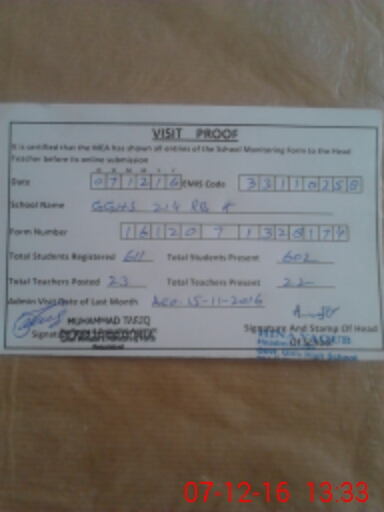 VISIT PROOF
It is certified that the MEA has shown all entries of the School Monitoring Form to the Head
Teacher before its online submission
Date 0 7 1 2 1 6 EMIS Code 3 3 1 1 0 2 5 8
School Name GGHS 214 RB
Form Number 1 6 1 2 0 7 1 3 2 8 1 7 4
Total Students Registered 611 Total Students Present 602
Total Teachers Posted 23 Total Teachers Present 22
Admin Visit Date of Last Month AEO 15-11-2016
MUHAMMAD TARIQ
Signature And Stamp Of Head
07-12-16 13:33